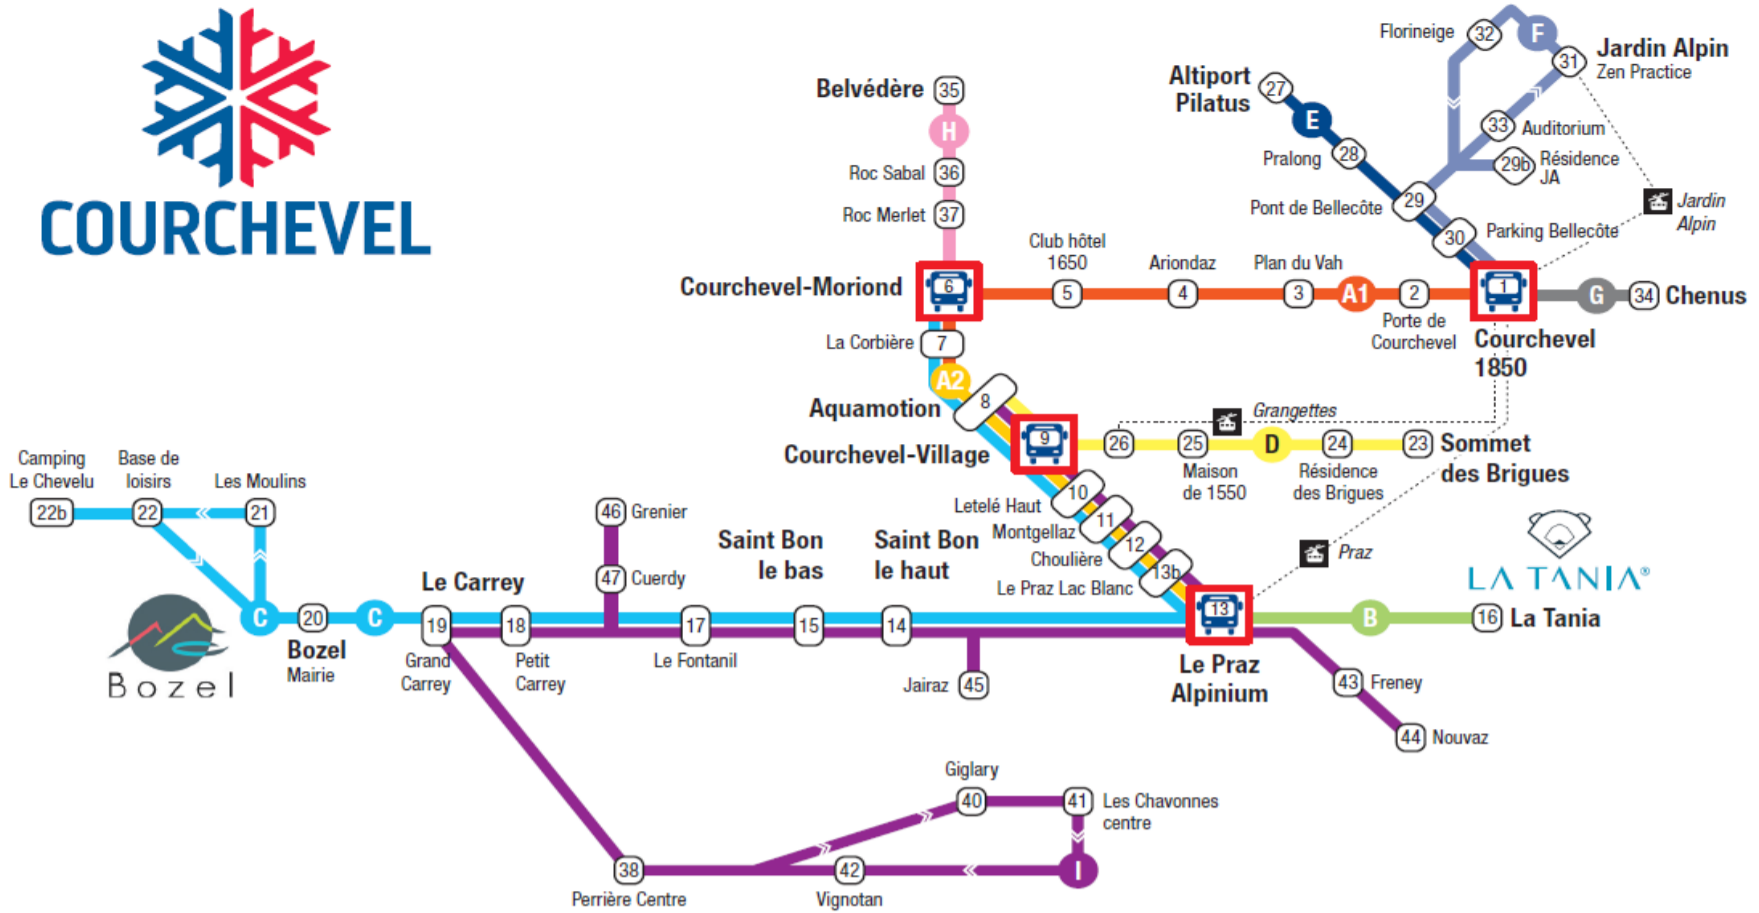 COURCHEVEL
Belvédère
35
H
Roc Sabal
36
Roc Merlet
37
Courchevel-Moriond
6
Club hôtel
1650
5
Ariondaz
4
Plan du Vah
3
A1
2
Porte de
Courchevel
1
Courchevel
1850
G
34
Chenus
Altiport
Pilatus
27
E
Pralong
28
Pont de Bellecôte
29
30
Parking Bellecôte
Florineige
32
F
31
Jardin Alpin
Zen Practice
33
Auditorium
29b
Résidence
JA
Jardin
Alpin
La Corbière
7
A2
Aquamotion
8
Courchevel-Village
9
26
Grangettes
25
Maison
de 1550
D
24
Résidence
des Brigues
23
Sommet
des Brigues
Letelé Haut
10
Montgellaz
11
Choulière
12
Le Praz Lac Blanc
13b
Praz
LA TANIA®
13
Le Praz
Alpinium
B
16
La Tania
Camping
Le Chevelu
22b
Base de
loisirs
22
Les Moulins
21
C
20
Bozel
Mairie
C
Bozel
Le Carrey
19
Grand
Carrey
18
Petit
Carrey
46
Grenier
47
Cuerdy
17
Le Fontanil
Saint Bon
le bas
15
Saint Bon
le haut
14
Jairaz
45
43
Freney
44
Nouvaz
38
Perrière Centre
42
Vignotan
Giglary
40
41
Les Chavonnes
centre
I